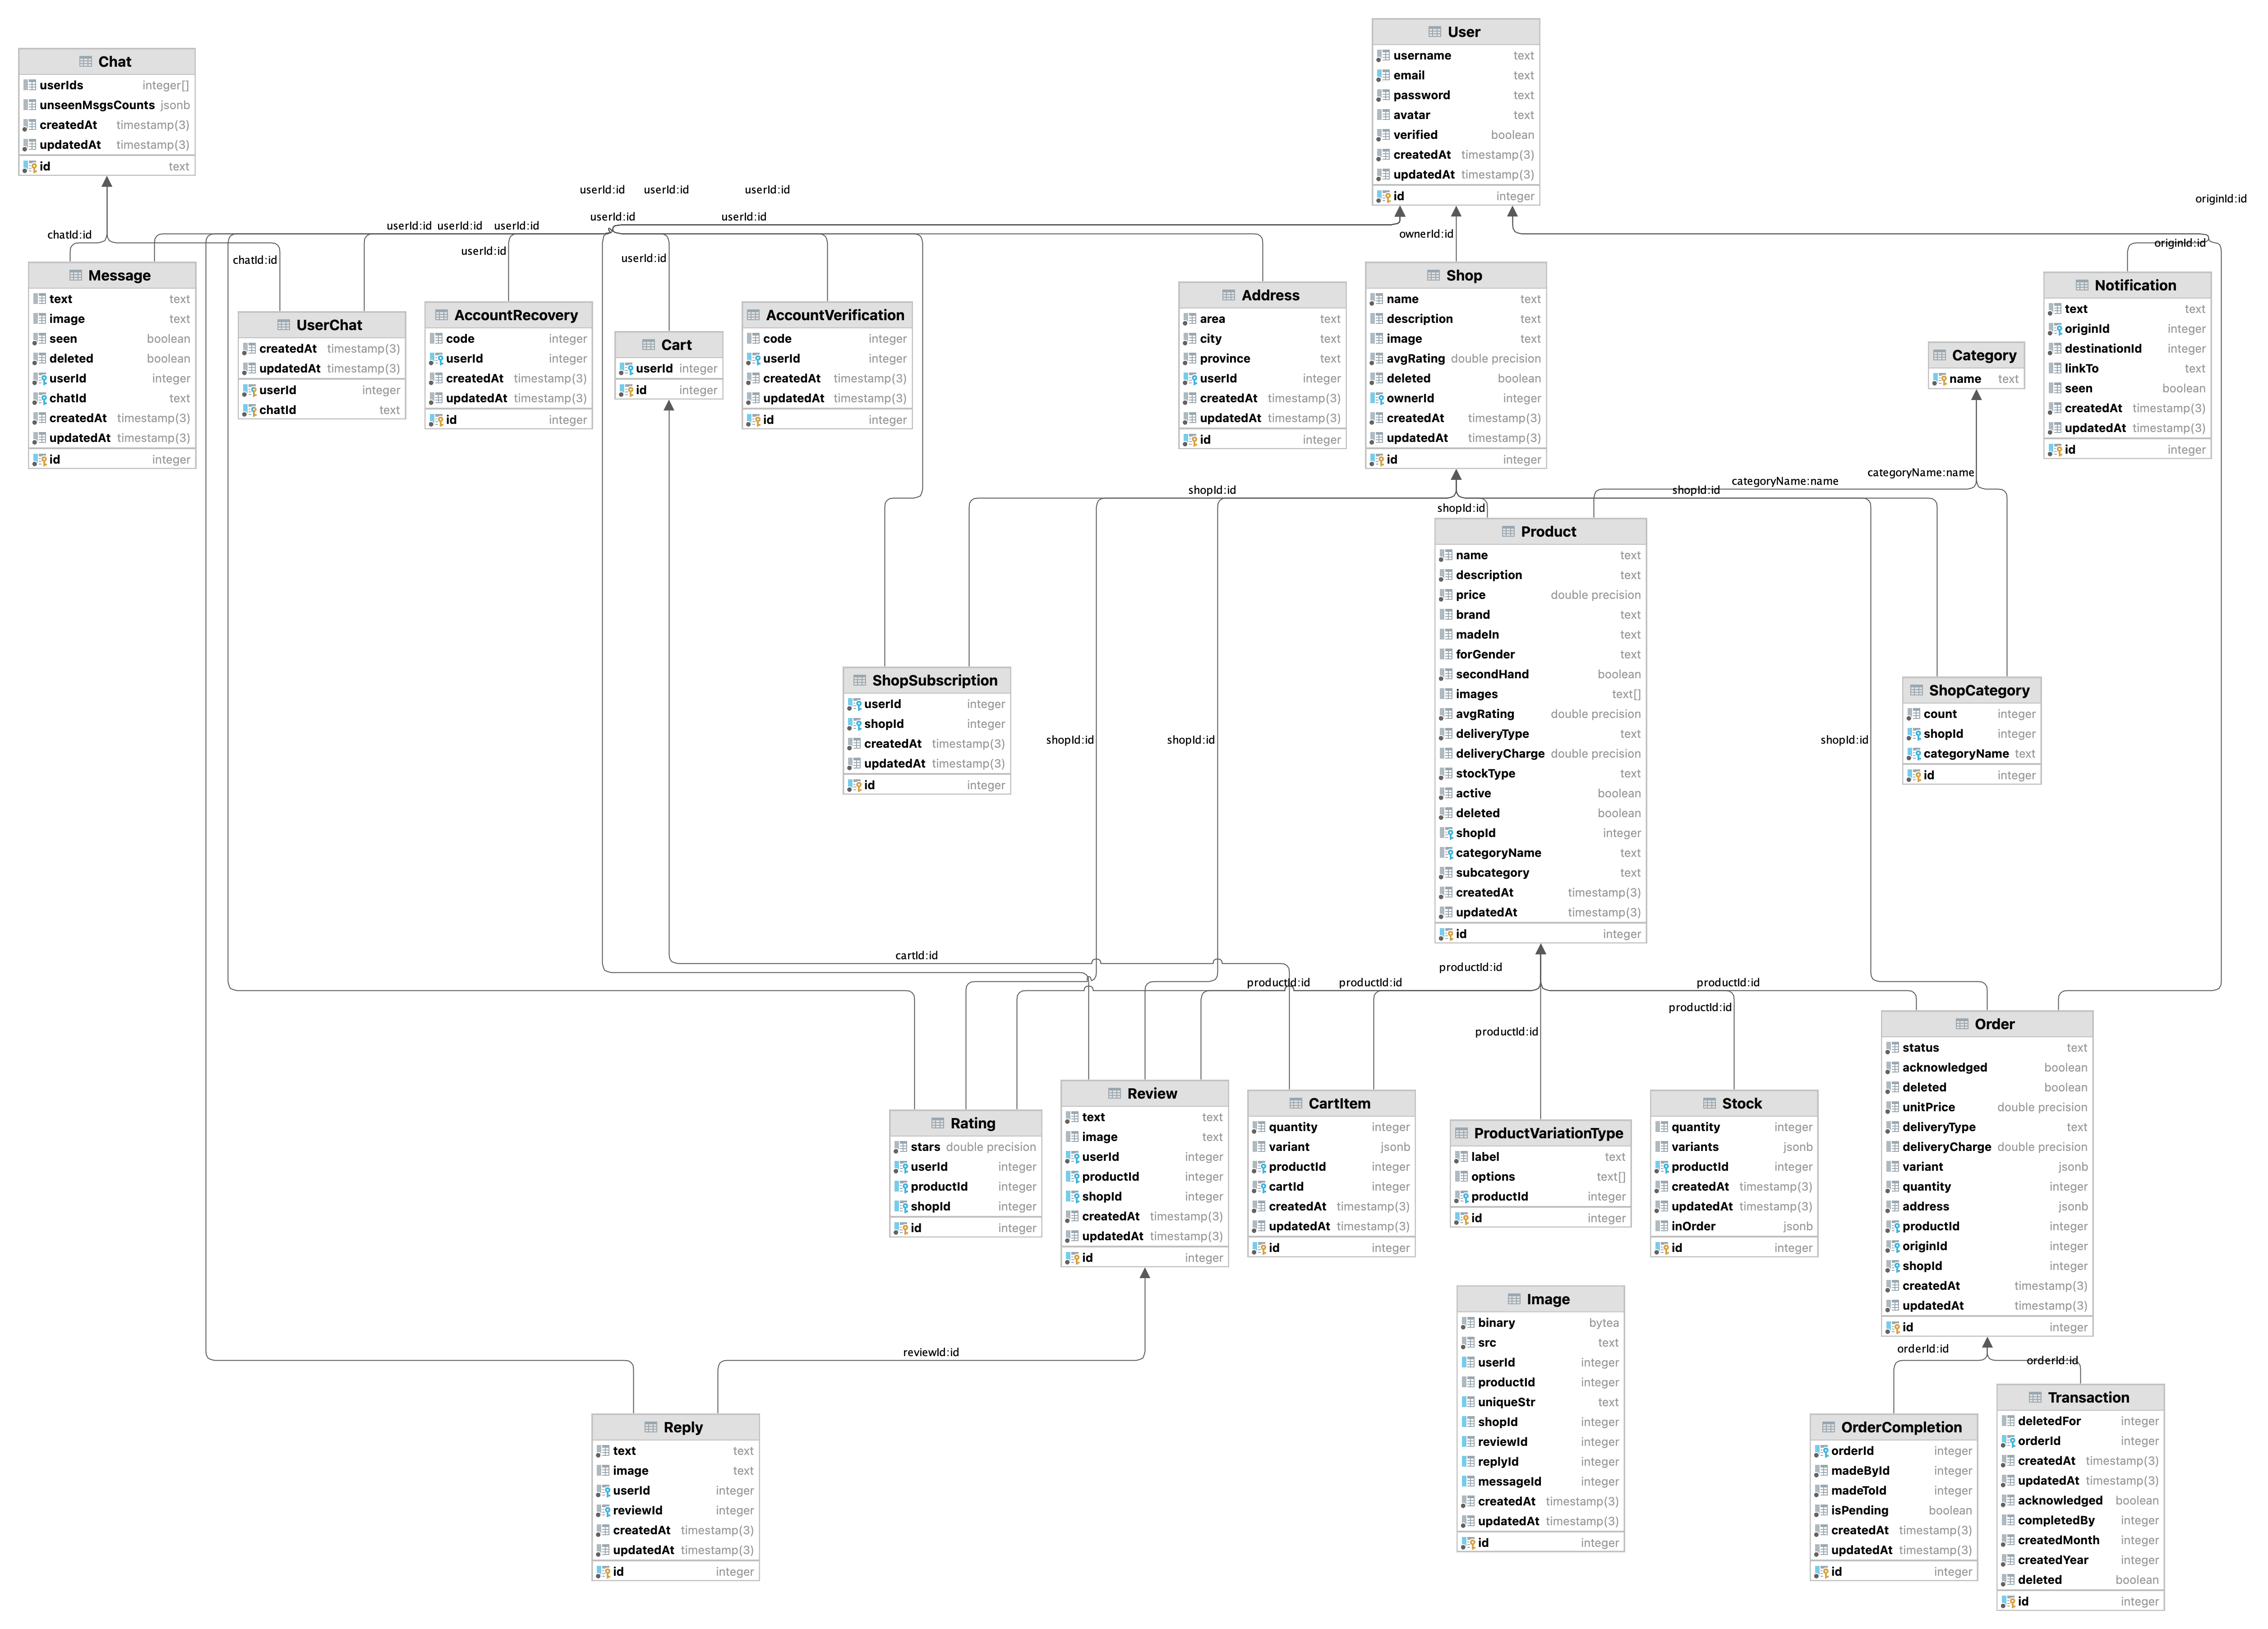 User
username text
email text
password text
avatar text
verified boolean
createdAt timestamp(3)
updatedAt timestamp(3)
id integer
Chat
userIds integer[]
unseenMsgsCounts jsonb
createdAt timestamp(3)
updatedAt timestamp(3)
id text
userId:id userId:id userId:id
originId:id
userId:id userId:id
userId:id userId:id userId:id
chatId:id
ownerId:id
originId:id
userId:id
chatId:id
userId:id
Message
text text
image text
seen boolean
deleted boolean
userId integer
chatId text
createdAt timestamp(3)
updatedAt timestamp(3)
id integer
UserChat
createdAt timestamp(3)
updatedAt timestamp(3)
userId integer
chatId text
AccountRecovery
code integer
userId integer
createdAt timestamp(3)
updatedAt timestamp(3)
id integer
Cart
userId integer
id integer
AccountVerification
code integer
userId integer
createdAt timestamp(3)
updatedAt timestamp(3)
id integer
Address
area text
city text
province text
userId integer
createdAt timestamp(3)
updatedAt timestamp(3)
id integer
Shop
name text
description text
image text
avgRating double precision
deleted boolean
ownerId integer
createdAt timestamp(3)
updatedAt timestamp(3)
id integer
Category
name text
Notification
text text
originId integer
destinationId integer
linkTo text
seen boolean
createdAt timestamp(3)
updatedAt timestamp(3)
id integer
categoryName:name
categoryName:name
shopId:id
shopId:id
shopId:id
Product
name text
description text
price double precision
brand text
madeIn text
forGender text
secondHand boolean
images text[]
avgRating double precision
deliveryType text
deliveryCharge double precision
stockType text
active boolean
deleted boolean
shopId integer
categoryName text
subcategory text
createdAt timestamp(3)
updatedAt timestamp(3)
id integer
ShopSubscription
userId integer
shopId integer
createdAt timestamp(3)
updatedAt timestamp(3)
id integer
ShopCategory
count integer
shopId integer
categoryName text
id integer
shopId:id shopId:id shopId:id
cartId:id
productId:id
productId:id productId:id productId:id
productId:id
productId:id
Rating
stars double precision
userId integer
productId integer
shopId integer
id integer
Review
text text
image text
userId integer
productId integer
shopId integer
createdAt timestamp(3)
updatedAt timestamp(3)
id integer
CartItem
quantity integer
variant jsonb
productId integer
cartId integer
createdAt timestamp(3)
updatedAt timestamp(3)
id integer
ProductVariationType
label text
options text[]
productId integer
id integer
Stock
quantity integer
variants jsonb
productId integer
createdAt timestamp(3)
updatedAt timestamp(3)
inOrder jsonb
id integer
Order
status text
acknowledged boolean
deleted boolean
unitPrice double precision
deliveryType text
deliveryCharge double precision
variant jsonb
quantity integer
address jsonb
productId integer
originId integer
shopId integer
createdAt timestamp(3)
updatedAt timestamp(3)
id integer
Image
binary bytea
src text
userId integer
productId integer
uniqueStr text
shopId integer
reviewId integer
replyId integer
messageId integer
createdAt timestamp(3)
updatedAt timestamp(3)
id integer
reviewId:id
orderId:id
orderId:id
Reply
text text
image text
userId integer
reviewId integer
createdAt timestamp(3)
updatedAt timestamp(3)
id integer
OrderCompletion
orderId integer
madeById integer
madeToId integer
isPending boolean
createdAt timestamp(3)
updatedAt timestamp(3)
id integer
Transaction
deletedFor integer
orderId integer
createdAt timestamp(3)
updatedAt timestamp(3)
acknowledged boolean
completedBy integer
createdMonth integer
createdYear integer
deleted boolean
id integer